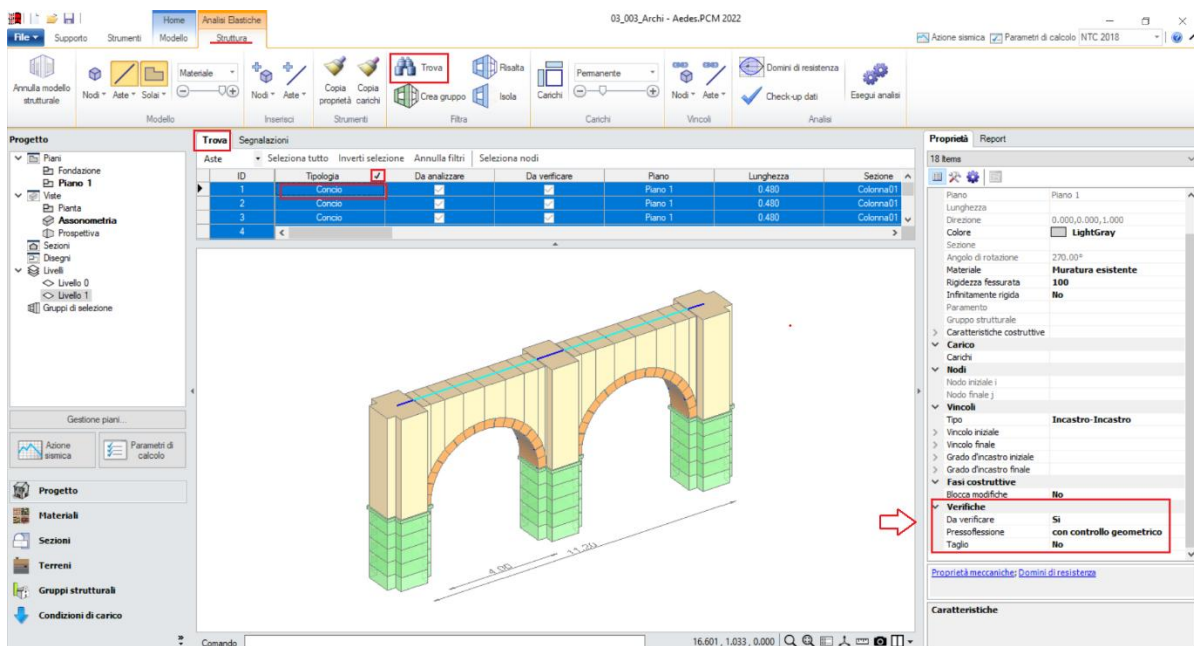 03_003_Archi - Aedes.PCM 2022
Home
Analisi Elastiche
File
Supporto
Strumenti
Modello
Struttura
Azione sismica
Parametri di calcolo
NTC 2018
Annulla modello strutturale
Nodi
Aste
Solai
Materiale
Modello
Nodi
Aste
Inserisci
Copia proprietà
Copia carichi
Strumenti
Trova
Crea gruppo
Risalta
Isola
Filtra
Carichi
Permanente
Carichi
Nodi
Aste
Vincoli
Domini di resistenza
Check-up dati
Esegui analisi
Analisi
Progetto
Piani
Fondazione
Piano 1
Viste
Pianta
Assonometria
Prospettiva
Sezioni
Disegni
Livelli
Livello 0
Livello 1
Gruppi di selezione
Gestione piani...
Azione sismica
Parametri di calcolo
Progetto
Materiali
Sezioni
Terreni
Gruppi strutturali
Condizioni di carico
Trova
Segnalazioni
Aste
Seleziona tutto
Inverti selezione
Annulla filtri
Seleziona nodi
ID Tipologia Da analizzare Da verificare Piano Lunghezza Sezione
1 Concio Piano 1 0.480 Colonna01
2 Concio Piano 1 0.480 Colonna01
3 Concio Piano 1 0.480 Colonna01
4
4.00
11.20
Comando
16.601 , 1.033 , 0.000
Proprietà
Report
18 Items
Piano Piano 1
Lunghezza
Direzione 0.000,0.000,1.000
Colore LightGray
Sezione
Angolo di rotazione 270.00°
Materiale Muratura esistente
Rigidezza fessurata 100
Infinitamente rigida No
Paramento
Gruppo strutturale
Caratteristiche costruttive
Carico
Carichi
Nodi
Nodo iniziale i
Nodo finale j
Vincoli
Tipo Incastro-Incastro
Vincolo iniziale
Vincolo finale
Grado d'incastro iniziale
Grado d'incastro finale
Fasi costruttive
Blocca modifiche No
Verifiche
Da verificare Sì
Pressoflessione con controllo geometrico
Taglio No
Proprietà meccaniche; Domini di resistenza
Caratteristiche